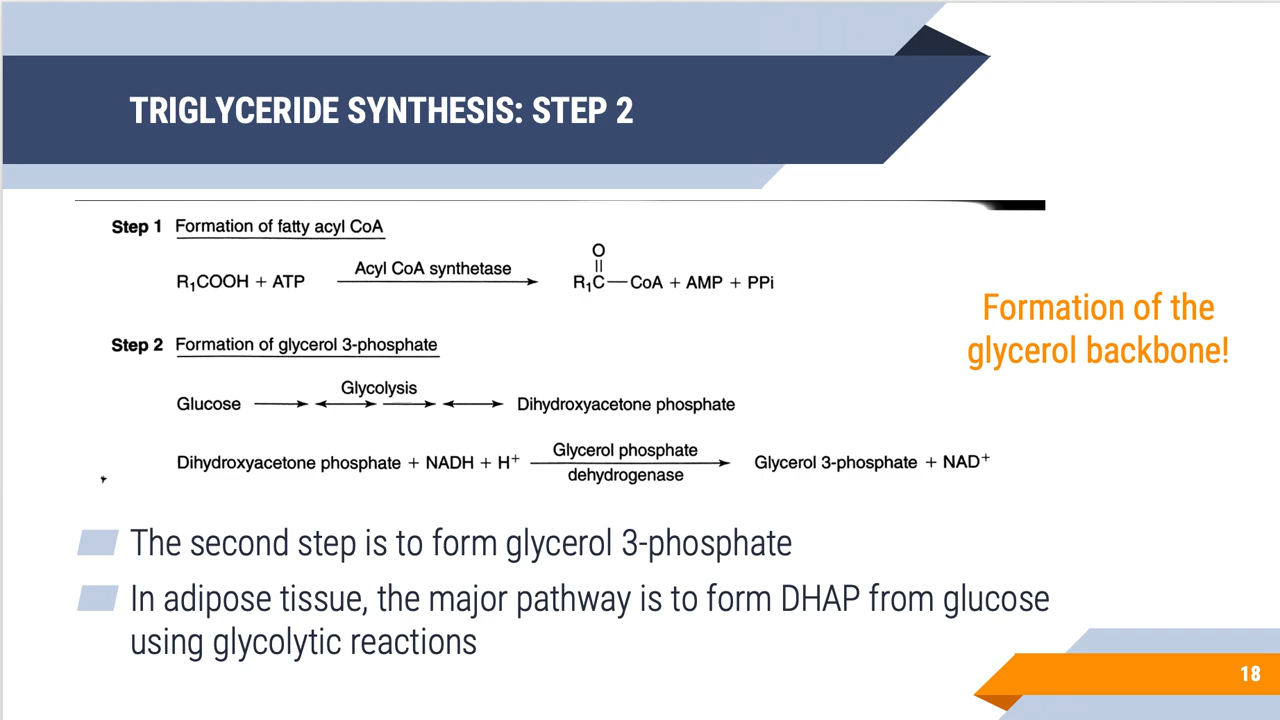 TRIGLYCERIDE SYNTHESIS: STEP 2
Step 1 Formation of fatty acyl CoA
O
R₁COOH + ATP Acyl CoA synthetase R₁C—CoA + AMP + PPi
Formation of the
glycerol backbone!
Step 2 Formation of glycerol 3-phosphate
Glycolysis
Glucose Dihydroxyacetone phosphate
Dihydroxyacetone phosphate + NADH + H⁺ Glycerol phosphate
dehydrogenase Glycerol 3-phosphate + NAD⁺
The second step is to form glycerol 3-phosphate
In adipose tissue, the major pathway is to form DHAP from glucose
using glycolytic reactions
18